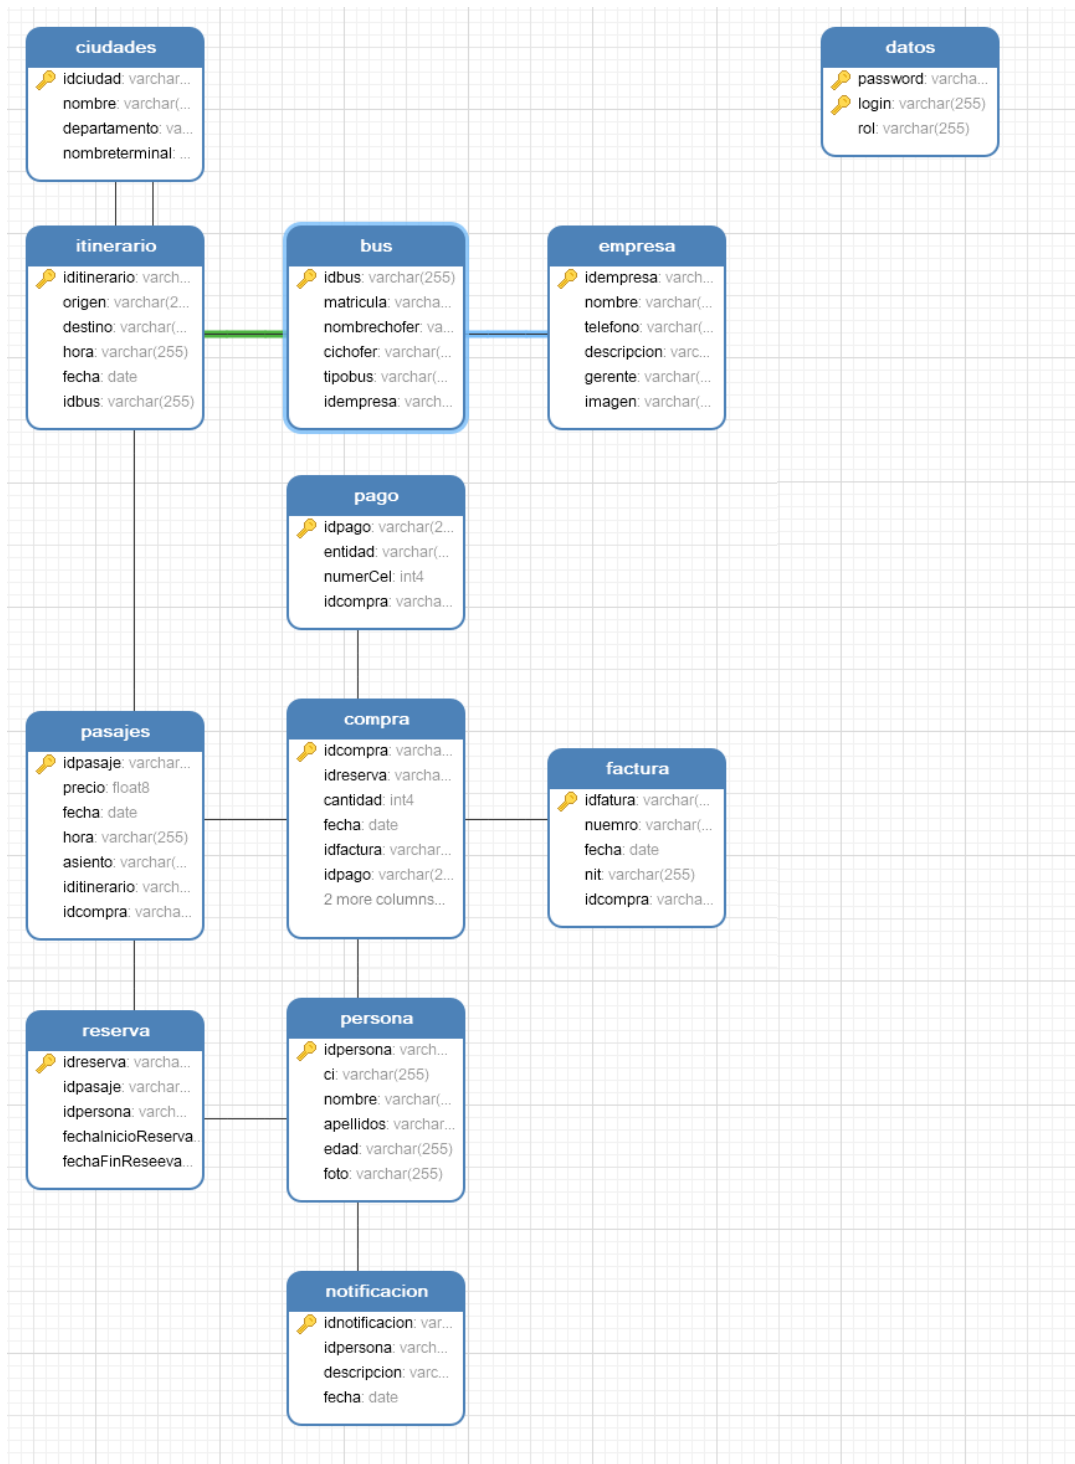 ciudades
idciudad: varchar...
nombre: varchar(...
departamento: va...
nombreterminal: ...
datos
password: varcha...
login: varchar(255)
rol: varchar(255)
itinerario
iditinerario: varch...
origen: varchar(2...
destino: varchar(...
hora: varchar(255)
fecha: date
idbus: varchar(255)
bus
idbus: varchar(255)
matricula: varcha...
nombrechofer: va...
cichofer: varchar(...
tipobus: varchar(...
idempresa: varch...
empresa
idempresa: varch...
nombre: varchar(...
telefono: varchar(...
descripcion: varc...
gerente: varchar(...
imagen: varchar(...
pago
idpago: varchar(2...
entidad: varchar(...
numerCel: int4
idcompra: varcha...
pasajes
idpasaje: varchar...
precio: float8
fecha: date
hora: varchar(255)
asiento: varchar(...
iditinerario: varch...
idcompra: varcha...
compra
idcompra: varcha...
idreserva: varcha...
cantidad: int4
fecha: date
idfactura: varchar...
idpago: varchar(2...
2 more columns...
factura
idfatura: varchar(...
nuemro: varchar(...
fecha: date
nit: varchar(255)
idcompra: varcha...
reserva
idreserva: varcha...
idpasaje: varchar...
idpersona: varch...
fechaInicioReserva...
fechaFinReseeva...
persona
idpersona: varch...
ci: varchar(255)
nombre: varchar(...
apellidos: varchar...
edad: varchar(255)
foto: varchar(255)
notificacion
idnotificacion: var...
idpersona: varch...
descripcion: varc...
fecha: date